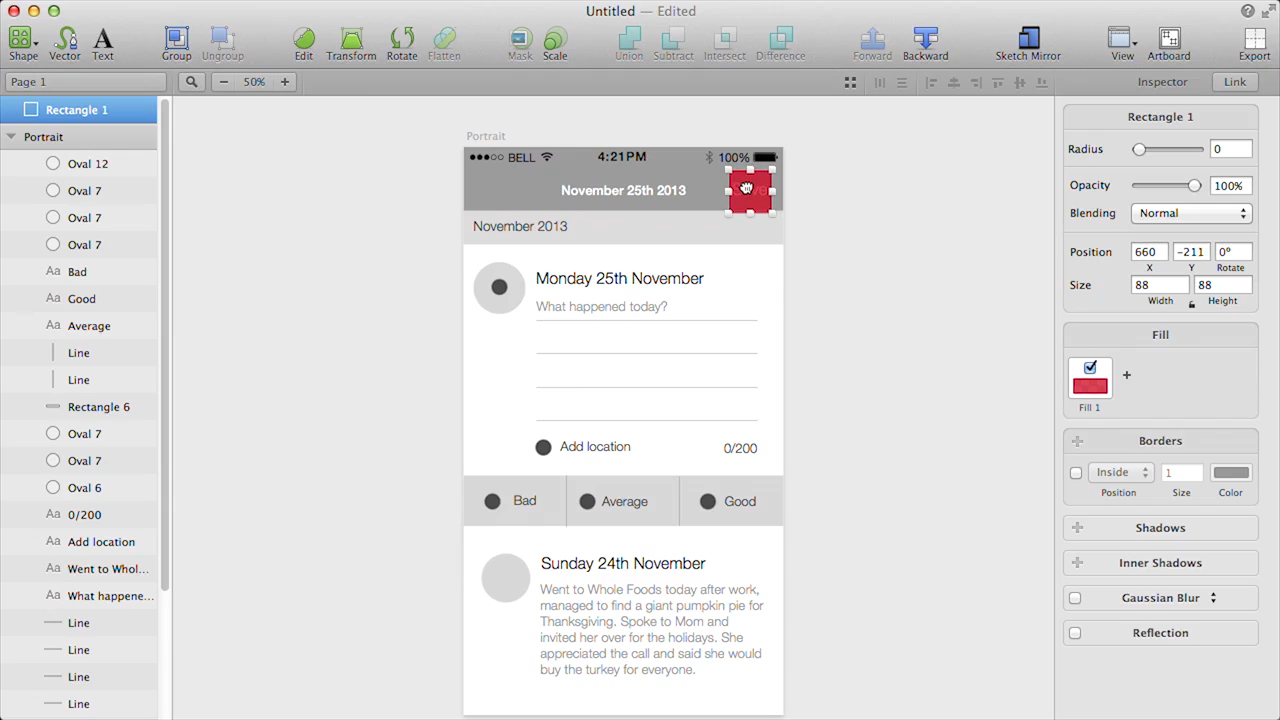 Untitled — Edited
Shape
Vector
Text
Group
Ungroup
Edit
Transform
Rotate
Flatten
Mask
Scale
Union
Subtract
Intersect
Difference
Forward
Backward
Sketch Mirror
View
Artboard
Export
Page 1
50%
Inspector
Link
Rectangle 1
Portrait
Oval 12
Oval 7
Oval 7
Oval 7
Aa Bad
Aa Good
Aa Average
Line
Line
Rectangle 6
Oval 7
Oval 7
Oval 6
Aa 0/200
Aa Add location
Aa Went to Whol...
Aa What happene...
Line
Line
Line
Line
Portrait
BELL
4:21PM
100%
November 25th 2013
November 2013
Monday 25th November
What happened today?
Add location
0/200
Bad
Average
Good
Sunday 24th November
Went to Whole Foods today after work,
managed to find a giant pumpkin pie for
Thanksgiving. Spoke to Mom and
invited her over for the holidays. She
appreciated the call and said she would
buy the turkey for everyone.
Rectangle 1
Radius 0
Opacity 100%
Blending Normal
Position 660 -211 0°
X Y Rotate
Size 88 88
Width Height
Fill
Fill 1
Borders
Inside 1
Position Size Color
Shadows
Inner Shadows
Gaussian Blur
Reflection